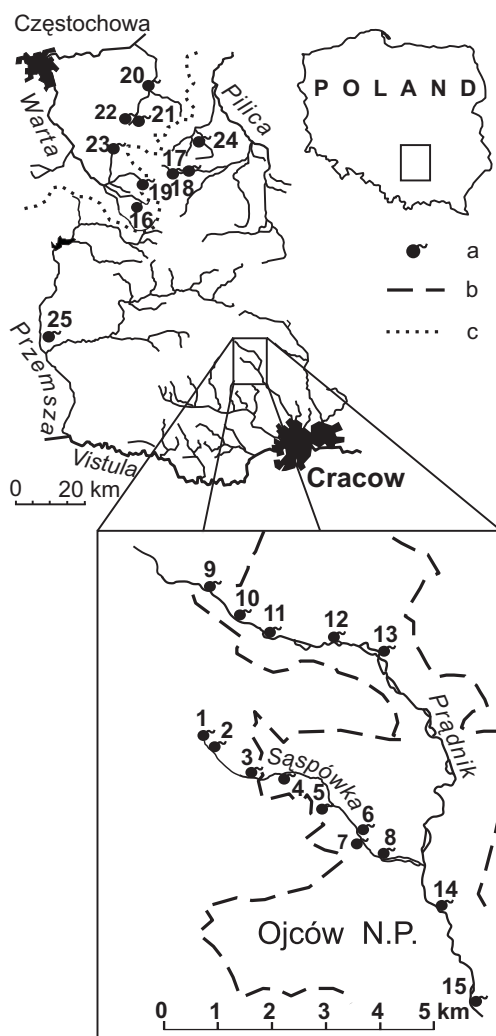 Częstochowa
POLAND
20
Pilica
Warta
22 21
23
24
17
18
19
16
a
b
c
25
Przemsza
Vistula
Cracow
0 20 km
9
10
11
12
13
Prądnik
1
2
3
Sąspówka
4
5
6
7
8
14
Ojców N.P.
15
0 1 2 3 4 5 km